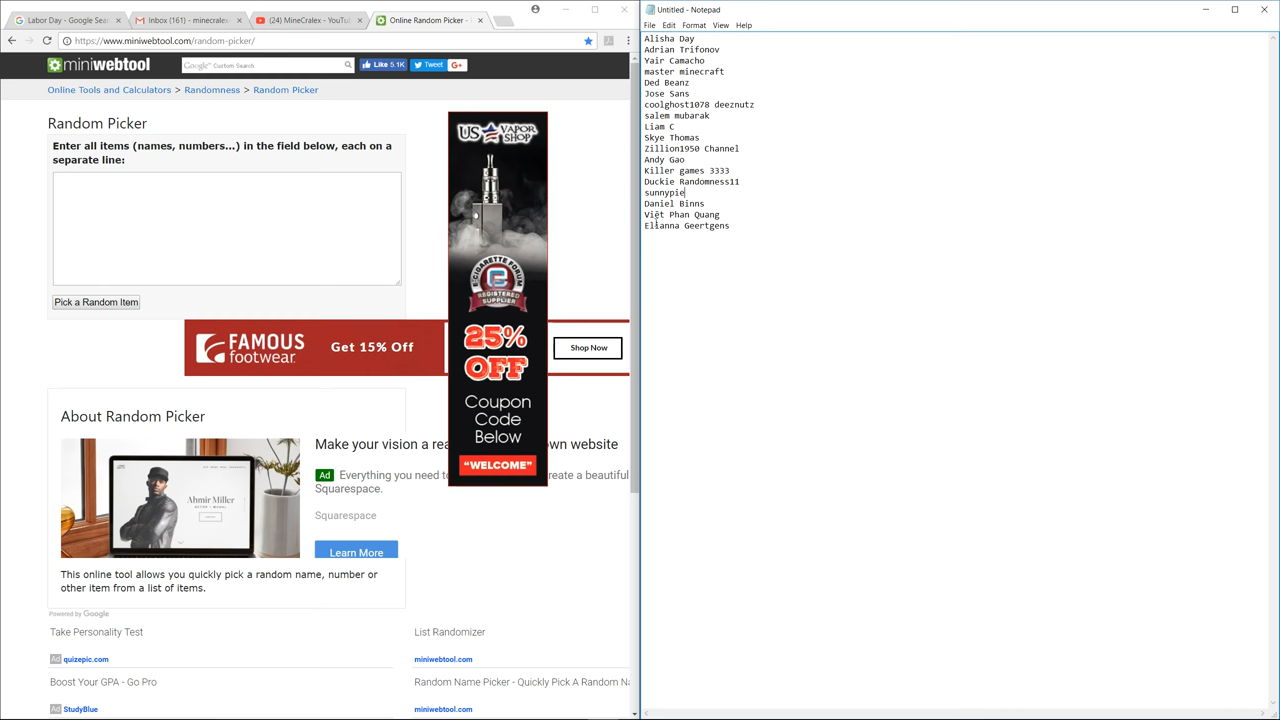 Labor Day - Google Sear
Inbox (161) - minecralex
(24) MineCralex - YouTu
Online Random Picker -
https://www.miniwebtool.com/random-picker/
miniwebtool
Google Custom Search
Like 5.1K
Tweet
G+
Online Tools and Calculators > Randomness > Random Picker
Random Picker
Enter all items (names, numbers...) in the field below, each on a
separate line:
Pick a Random Item
US VAPOR
SHOP
E-CIGARETTE FORUM
REGISTERED
SUPPLIER
25%
OFF
Coupon
Code
Below
"WELCOME"
FAMOUS
footwear
Get 15% Off
Shop Now
About Random Picker
Ahmir Miller
Make your vision a rea
own website
Ad Everything you need to
create a beautiful
Squarespace.
Squarespace
Learn More
This online tool allows you quickly pick a random name, number or
other item from a list of items.
Powered by Google
Take Personality Test
Ad quizepic.com
List Randomizer
miniwebtool.com
Boost Your GPA - Go Pro
Ad StudyBlue
Random Name Picker - Quickly Pick A Random Na
miniwebtool.com
Untitled - Notepad
File Edit Format View Help
Alisha Day
Adrian Trifonov
Yair Camacho
master minecraft
Ded Beanz
Jose Sans
coolghost1078 deeznutz
salem mubarak
Liam C
Skye Thomas
Zillion1950 Channel
Andy Gao
Killer games 3333
Duckie Randomness11
sunnypie
Daniel Binns
Việt Phan Quang
Elianna Geertgens